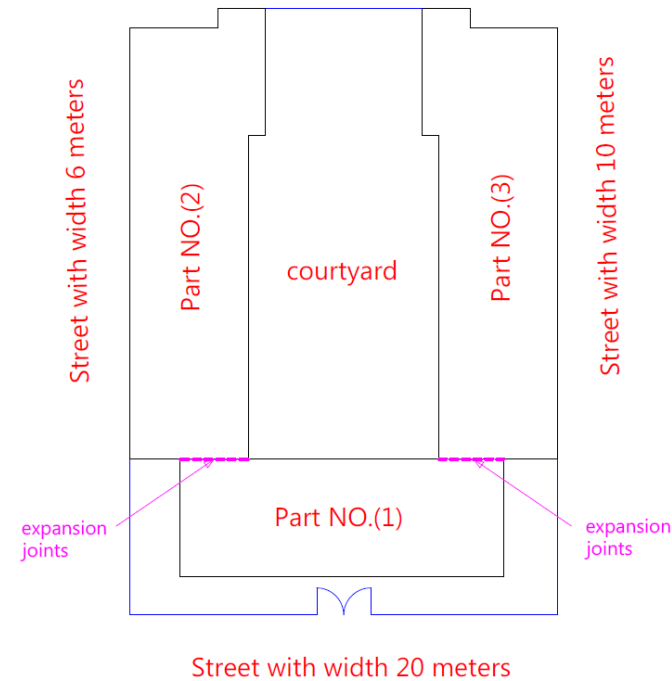 Street with width 6 meters
Part NO.(2)
courtyard
Part NO.(3)
Street with width 10 meters
expansion
joints
Part NO.(1)
expansion
joints
Street with width 20 meters